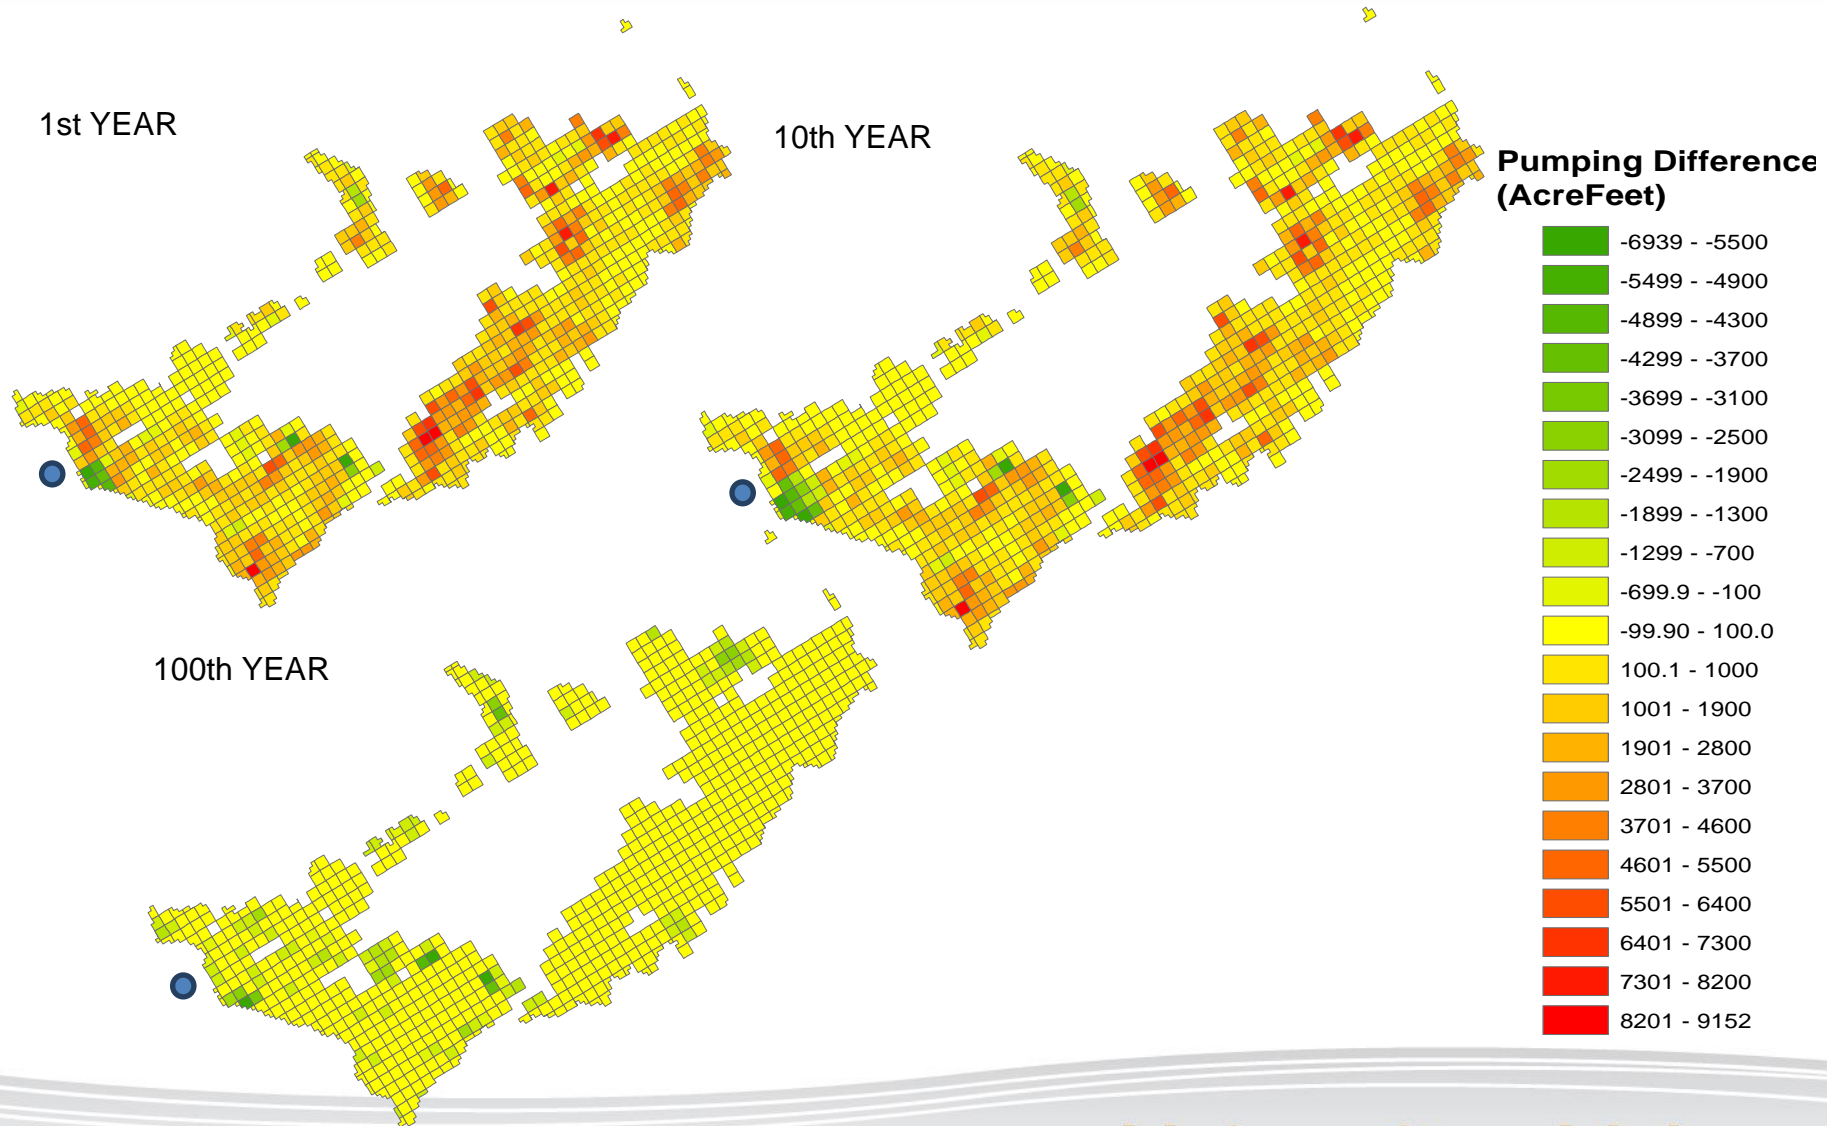 1st YEAR
10th YEAR
100th YEAR
Pumping Difference
(AcreFeet)
-6939 - -5500
-5499 - -4900
-4899 - -4300
-4299 - -3700
-3699 - -3100
-3099 - -2500
-2499 - -1900
-1899 - -1300
-1299 - -700
-699.9 - -100
-99.90 - 100.0
100.1 - 1000
1001 - 1900
1901 - 2800
2801 - 3700
3701 - 4600
4601 - 5500
5501 - 6400
6401 - 7300
7301 - 8200
8201 - 9152